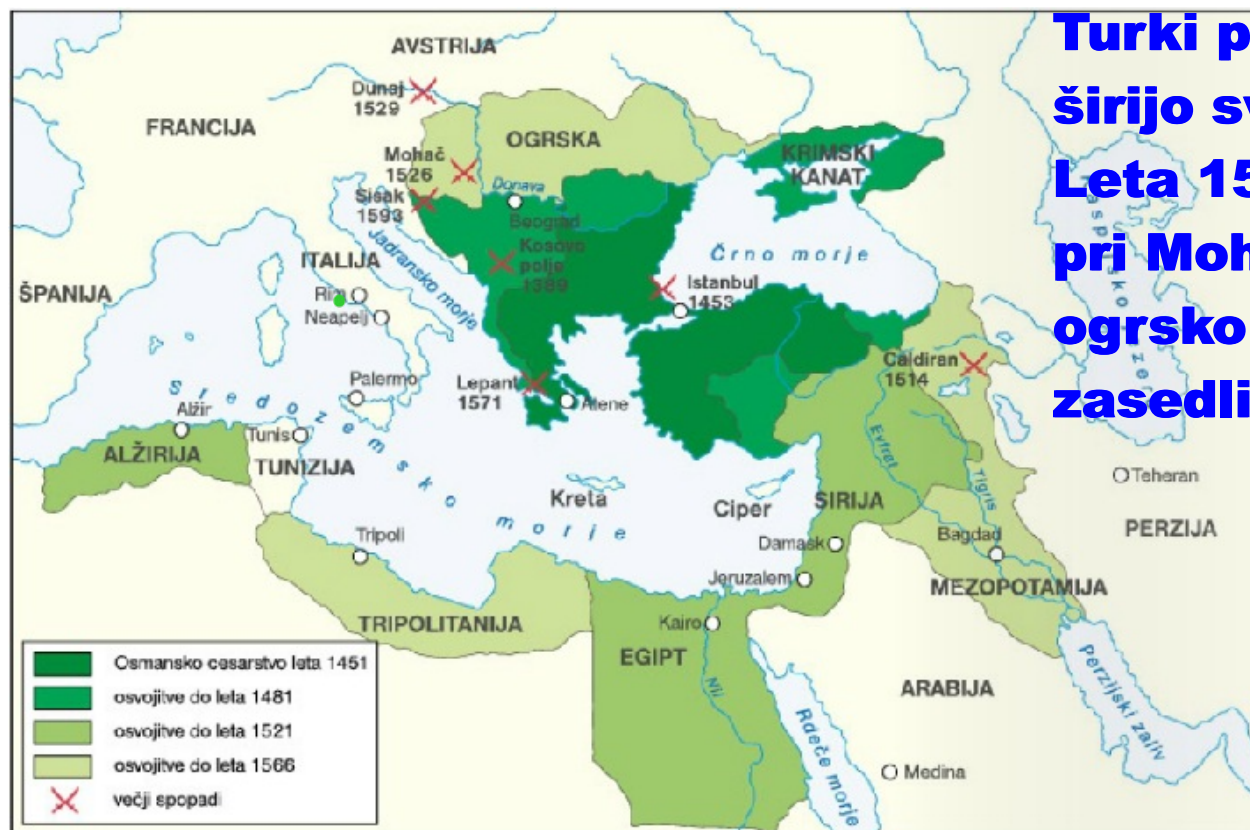 Turki p
širijo sv
Leta 15
pri Moh
ogrsko
zasedli
AVSTRIJA
Dunaj
1529
FRANCIJA
OGRSKA
Mohač
1526
KRIMSKI
KANAT
Sisak
1593
Donava
Beograd
Kosovo
polje
1389
Jadransko morje
Črno morje
Kaspijsko jezero
ITALIJA
Rim
Neapelj
ŠPANIJA
Istanbul
1453
Caldiran
1514
Palermo
Lepant
1571
Atene
Sredozemsko morje
Alžir
ALŽIRIJA
Tunis
TUNIZIJA
Evfrat
Tigris
Teheran
Kreta
Ciper
SIRIJA
PERZIJA
Tripoli
Damask
Bagdad
Jeruzalem
MEZOPOTAMIJA
TRIPOLITANIJA
Kairo
EGIPT
Nil
ARABIJA
Perzijski zaliv
Rdeče morje
Medina
Osmansko cesarstvo leta 1451
osvojitve do leta 1481
osvojitve do leta 1521
osvojitve do leta 1566
večji spopadi